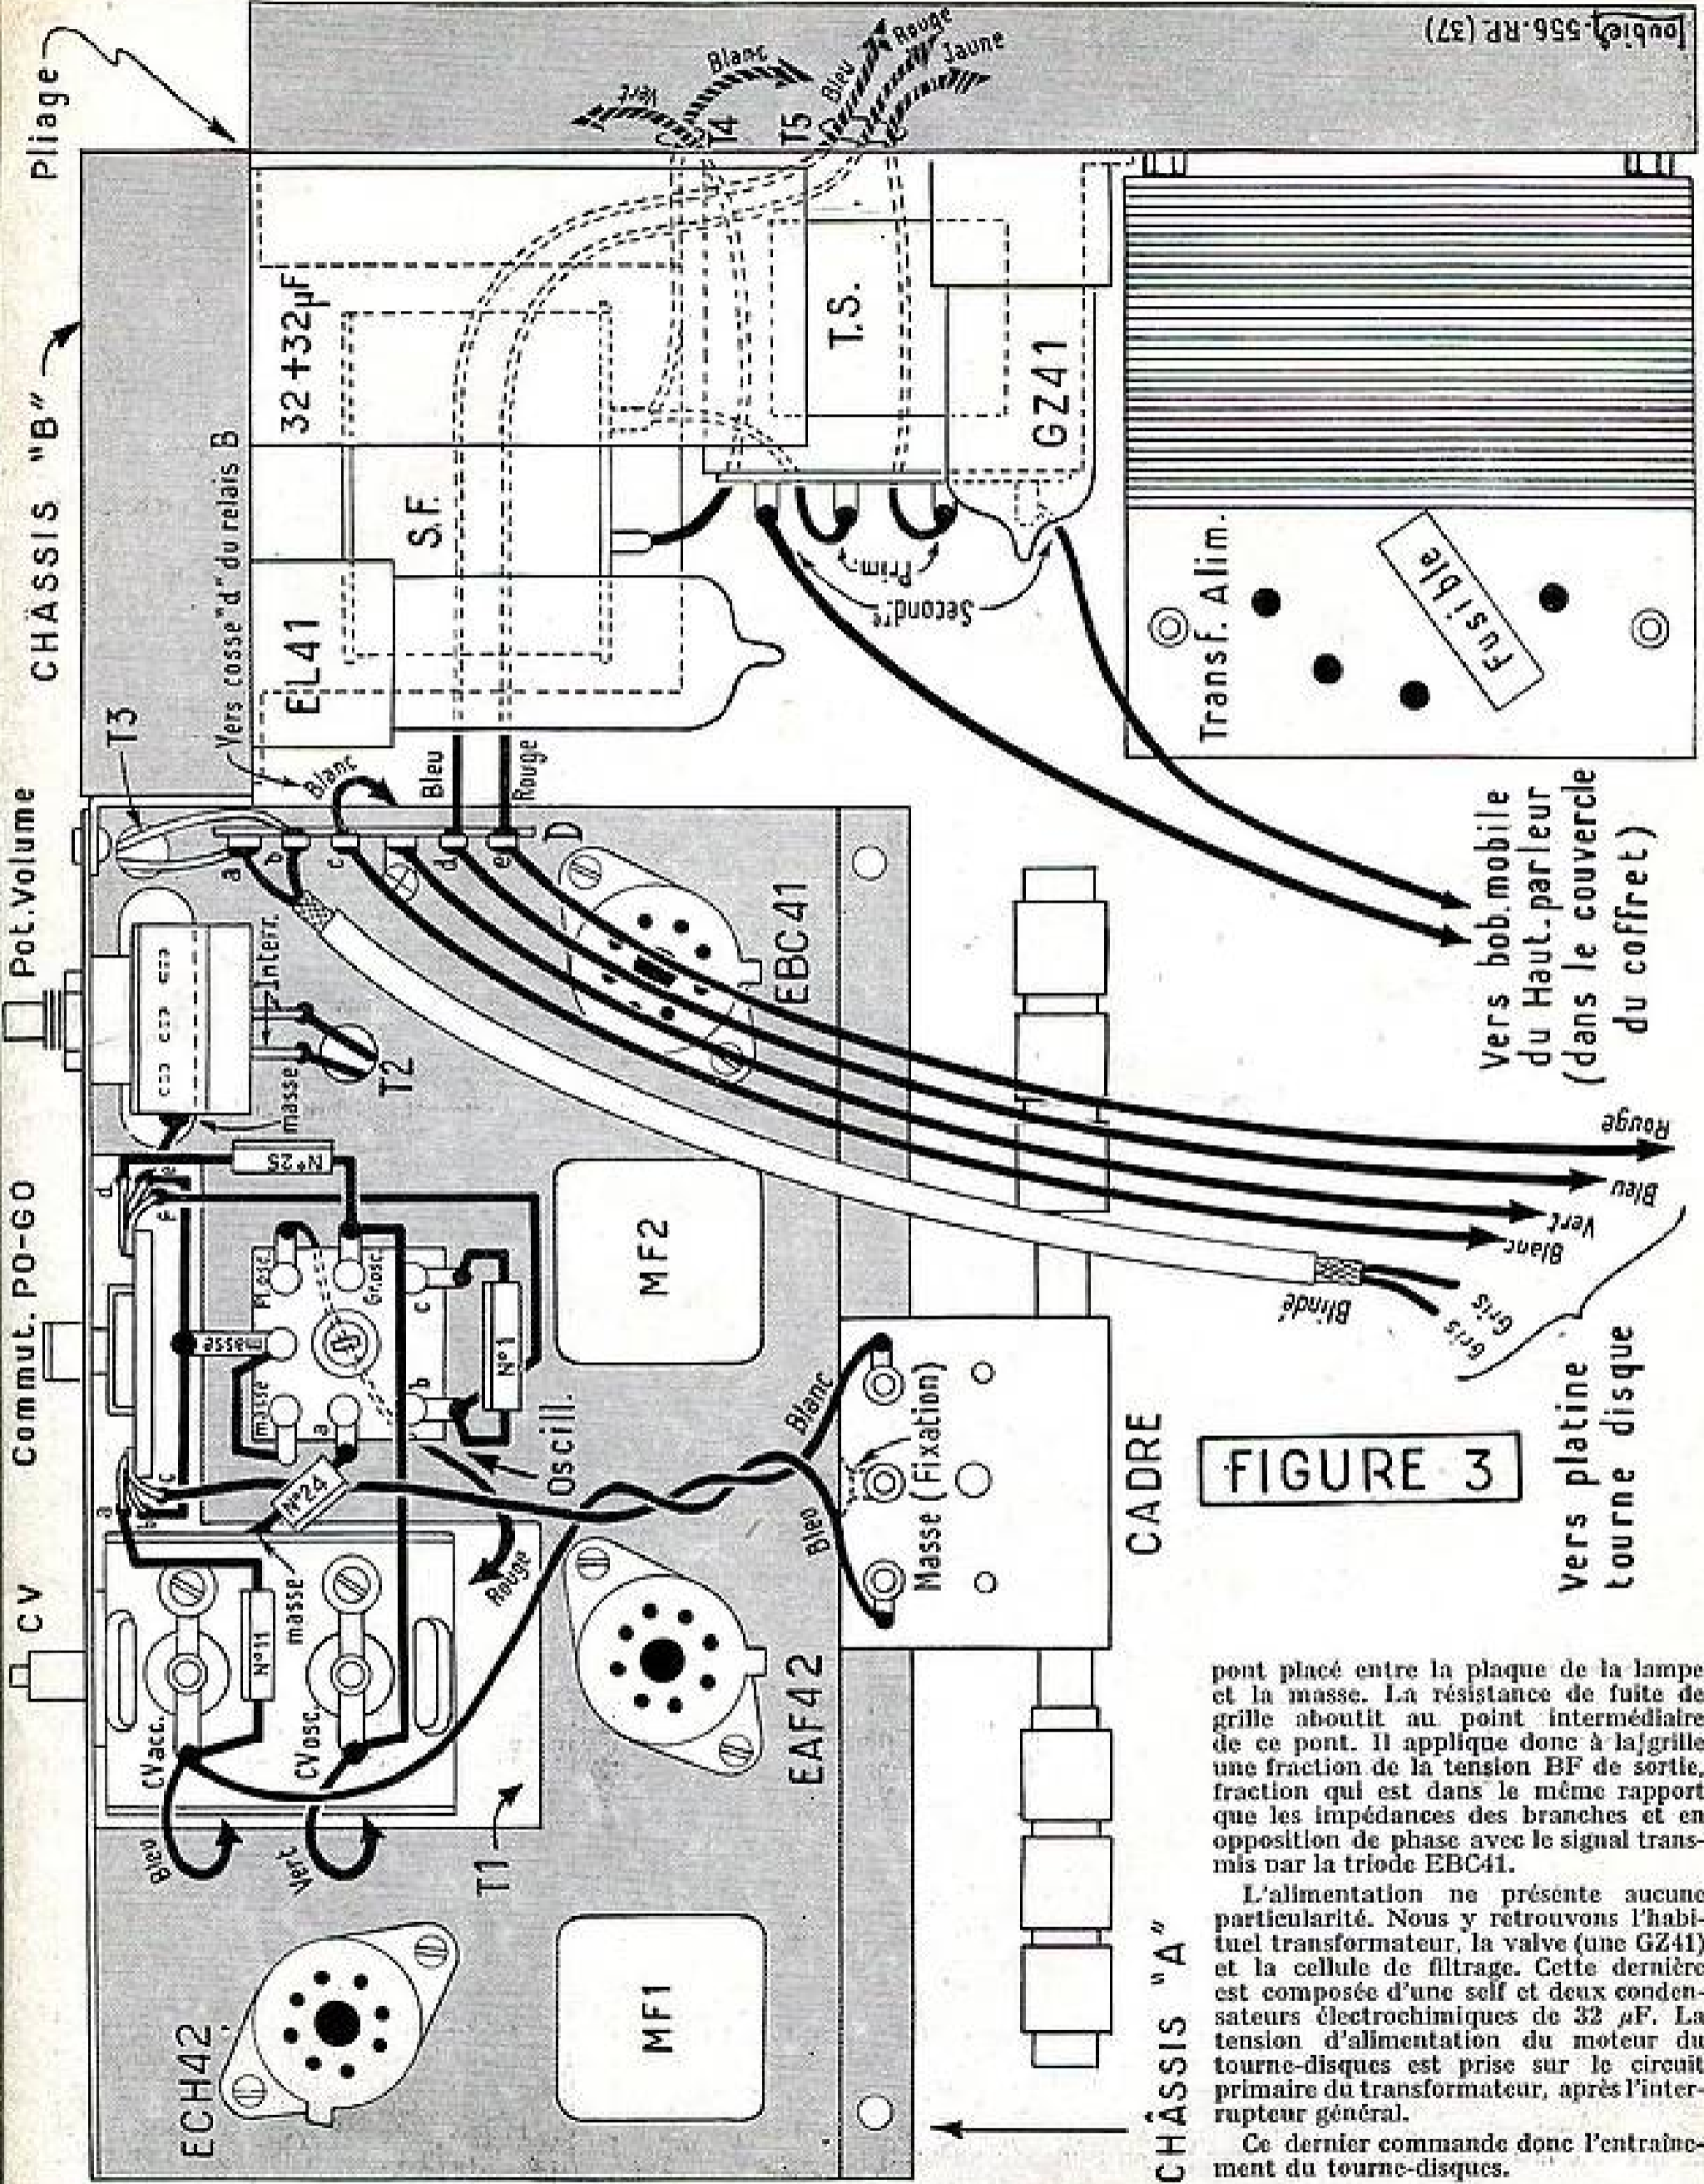 Pliage
CHÂSSIS "B"
Pot. Volume
Commut. PO-GO
CV
Toubier. 556. RP. (37)
Vert
Blanc
Bleu
Rouge
Jaune
T4
T5
32+32µF
T.S.
GZ41
S.F.
EL41
Vers cosse "d" du relais B
T3
Blanc
Bleu
Rouge
Prim.
Second.re
Transf. Alim.
Fusible
a
b
c
d
e
D
Interr.
masse
T2
EBC41
Vers bob. mobile
du Haut. parleur
(dans le couvercle
du coffret)
Rouge
Bleu
Vert
Blanc
Gris
Gris
Blindé
Vers platine
tourne disque
N°25
d
e
f
Pl.osc.
Gr.osc.
masse
masse
a
b
c
N°1
MF2
Oscill.
N°24
a
b
c
masse
N°11
CVacc.
CVosc.
Bleu
Vert
Rouge
T1
Blanc
Bleu
Masse (Fixation)
CADRE
FIGURE 3
EAF42
ECH42
MF1
CHÂSSIS "A"
pont placé entre la plaque de la lampe
et la masse. La résistance de fuite de
grille aboutit au point intermédiaire
de ce pont. Il applique donc à la grille
une fraction de la tension BF de sortie,
fraction qui est dans le même rapport
que les impédances des branches et en
opposition de phase avec le signal trans-
mis par la triode EBC41.
L'alimentation ne présente aucune
particularité. Nous y retrouvons l'habi-
tuel transformateur, la valve (une GZ41)
et la cellule de filtrage. Cette dernière
est composée d'une self et deux conden-
sateurs électrochimiques de 32 µF. La
tension d'alimentation du moteur du
tourne-disques est prise sur le circuit
primaire du transformateur, après l'inter-
rupteur général.
Ce dernier commande donc l'entraîne-
ment du tourne-disques.